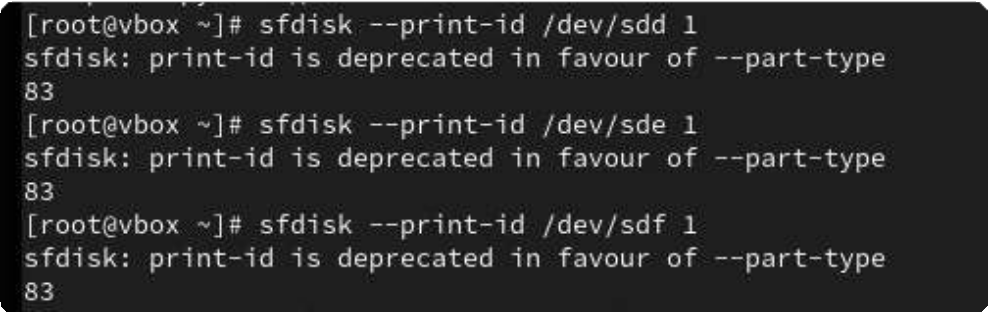 [root@vbox ~]# sfdisk --print-id /dev/sdd 1
sfdisk: print-id is deprecated in favour of --part-type
83
[root@vbox ~]# sfdisk --print-id /dev/sde 1
sfdisk: print-id is deprecated in favour of --part-type
83
[root@vbox ~]# sfdisk --print-id /dev/sdf 1
sfdisk: print-id is deprecated in favour of --part-type
83